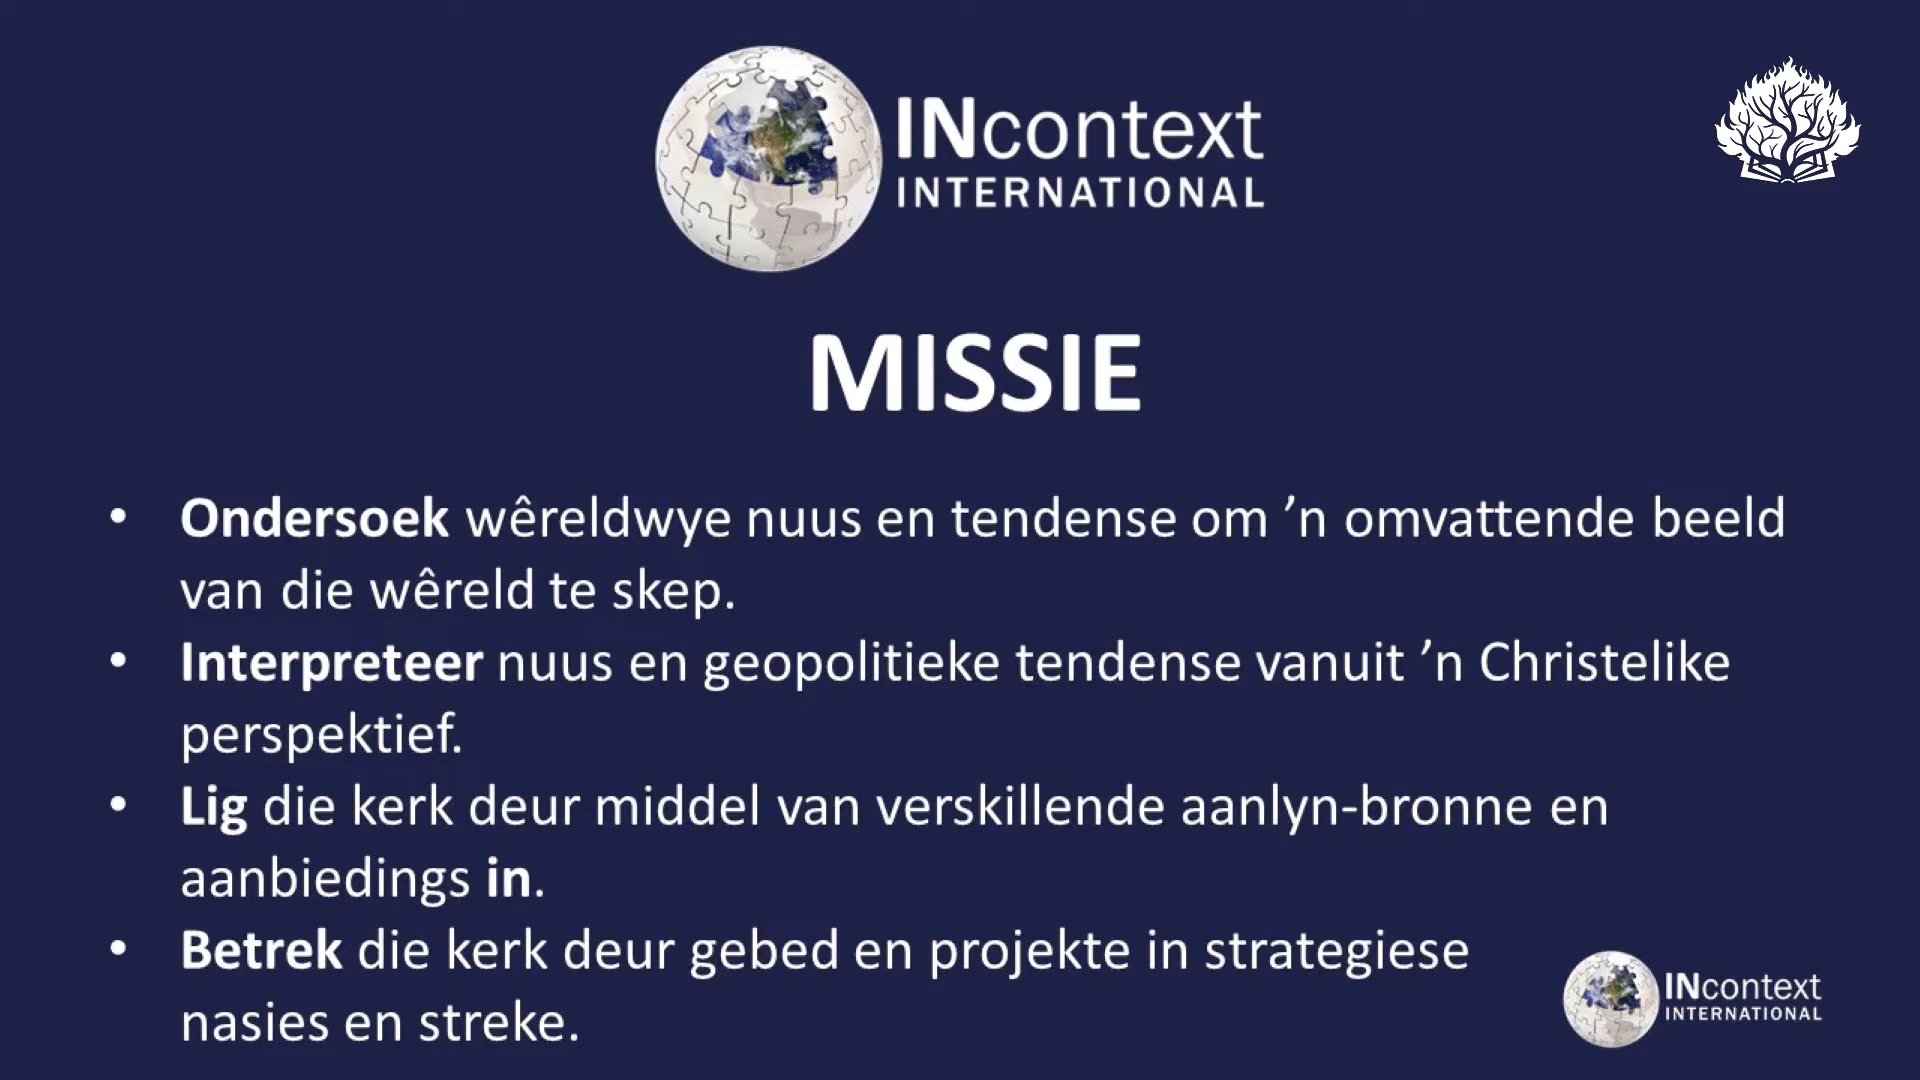 INcontext
INTERNATIONAL
MISSIE
• Ondersoek wêreldwye nuus en tendense om ’n omvattende beeld
van die wêreld te skep.
• Interpreteer nuus en geopolitieke tendense vanuit ’n Christelike
perspektief.
• Lig die kerk deur middel van verskillende aanlyn-bronne en
aanbiedings in.
• Betrek die kerk deur gebed en projekte in strategiese
nasies en streke.
INcontext
INTERNATIONAL